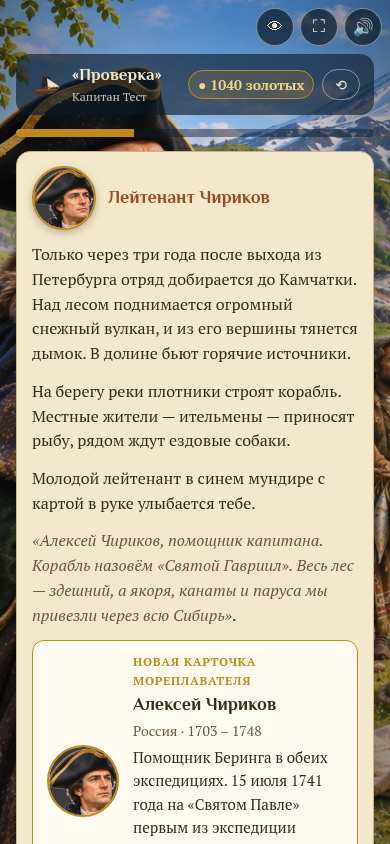 «Проверка»
Капитан Тест
● 1040 золотых
Лейтенант Чириков
Только через три года после выхода из
Петербурга отряд добирается до Камчатки.
Над лесом поднимается огромный
снежный вулкан, и из его вершины тянется
дымок. В долине бьют горячие источники.
На берегу реки плотники строят корабль.
Местные жители — ительмены — приносят
рыбу, рядом ждут ездовые собаки.
Молодой лейтенант в синем мундире с
картой в руке улыбается тебе.
«Алексей Чириков, помощник капитана.
Корабль назовём «Святой Гавриил». Весь лес
— здешний, а якоря, канаты и паруса мы
привезли через всю Сибирь».
НОВАЯ КАРТОЧКА
МОРЕПЛАВАТЕЛЯ
Алексей Чириков
Россия · 1703 – 1748
Помощник Беринга в обеих
экспедициях. 15 июля 1741
года на «Святом Павле»
первым из экспедиции